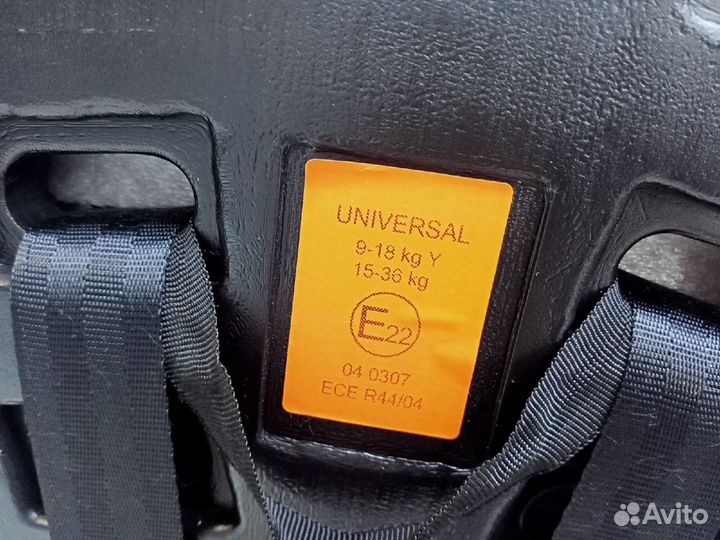 UNIVERSAL
9-18 kg Y
15-36 kg
E22
04 0307
ECE R44/04
Avito